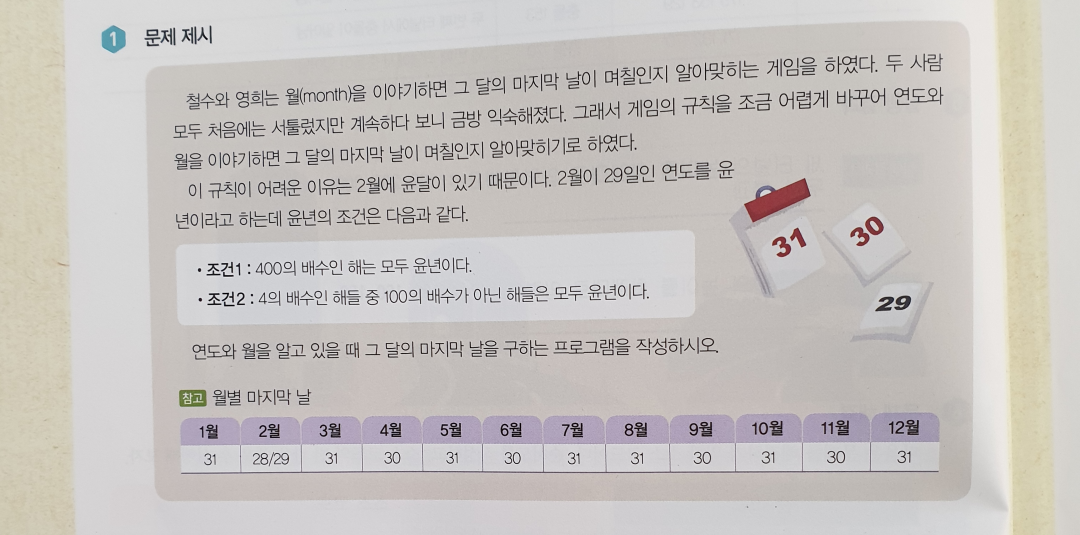 1 문제 제시
철수와 영희는 월(month)을 이야기하면 그 달의 마지막 날이 며칠인지 알아맞히는 게임을 하였다. 두 사람
모두 처음에는 서툴렀지만 계속하다 보니 금방 익숙해졌다. 그래서 게임의 규칙을 조금 어렵게 바꾸어 연도와
월을 이야기하면 그 달의 마지막 날이 며칠인지 알아맞히기로 하였다.
이 규칙이 어려운 이유는 2월에 윤달이 있기 때문이다. 2월이 29일인 연도를 윤
년이라고 하는데 윤년의 조건은 다음과 같다.
• 조건1 : 400의 배수인 해는 모두 윤년이다.
• 조건2 : 4의 배수인 해들 중 100의 배수가 아닌 해들은 모두 윤년이다.
31
30
29
연도와 월을 알고 있을 때 그 달의 마지막 날을 구하는 프로그램을 작성하시오.
참고 월별 마지막 날
1월 2월 3월 4월 5월 6월 7월 8월 9월 10월 11월 12월
31 28/29 31 30 31 30 31 31 30 31 30 31